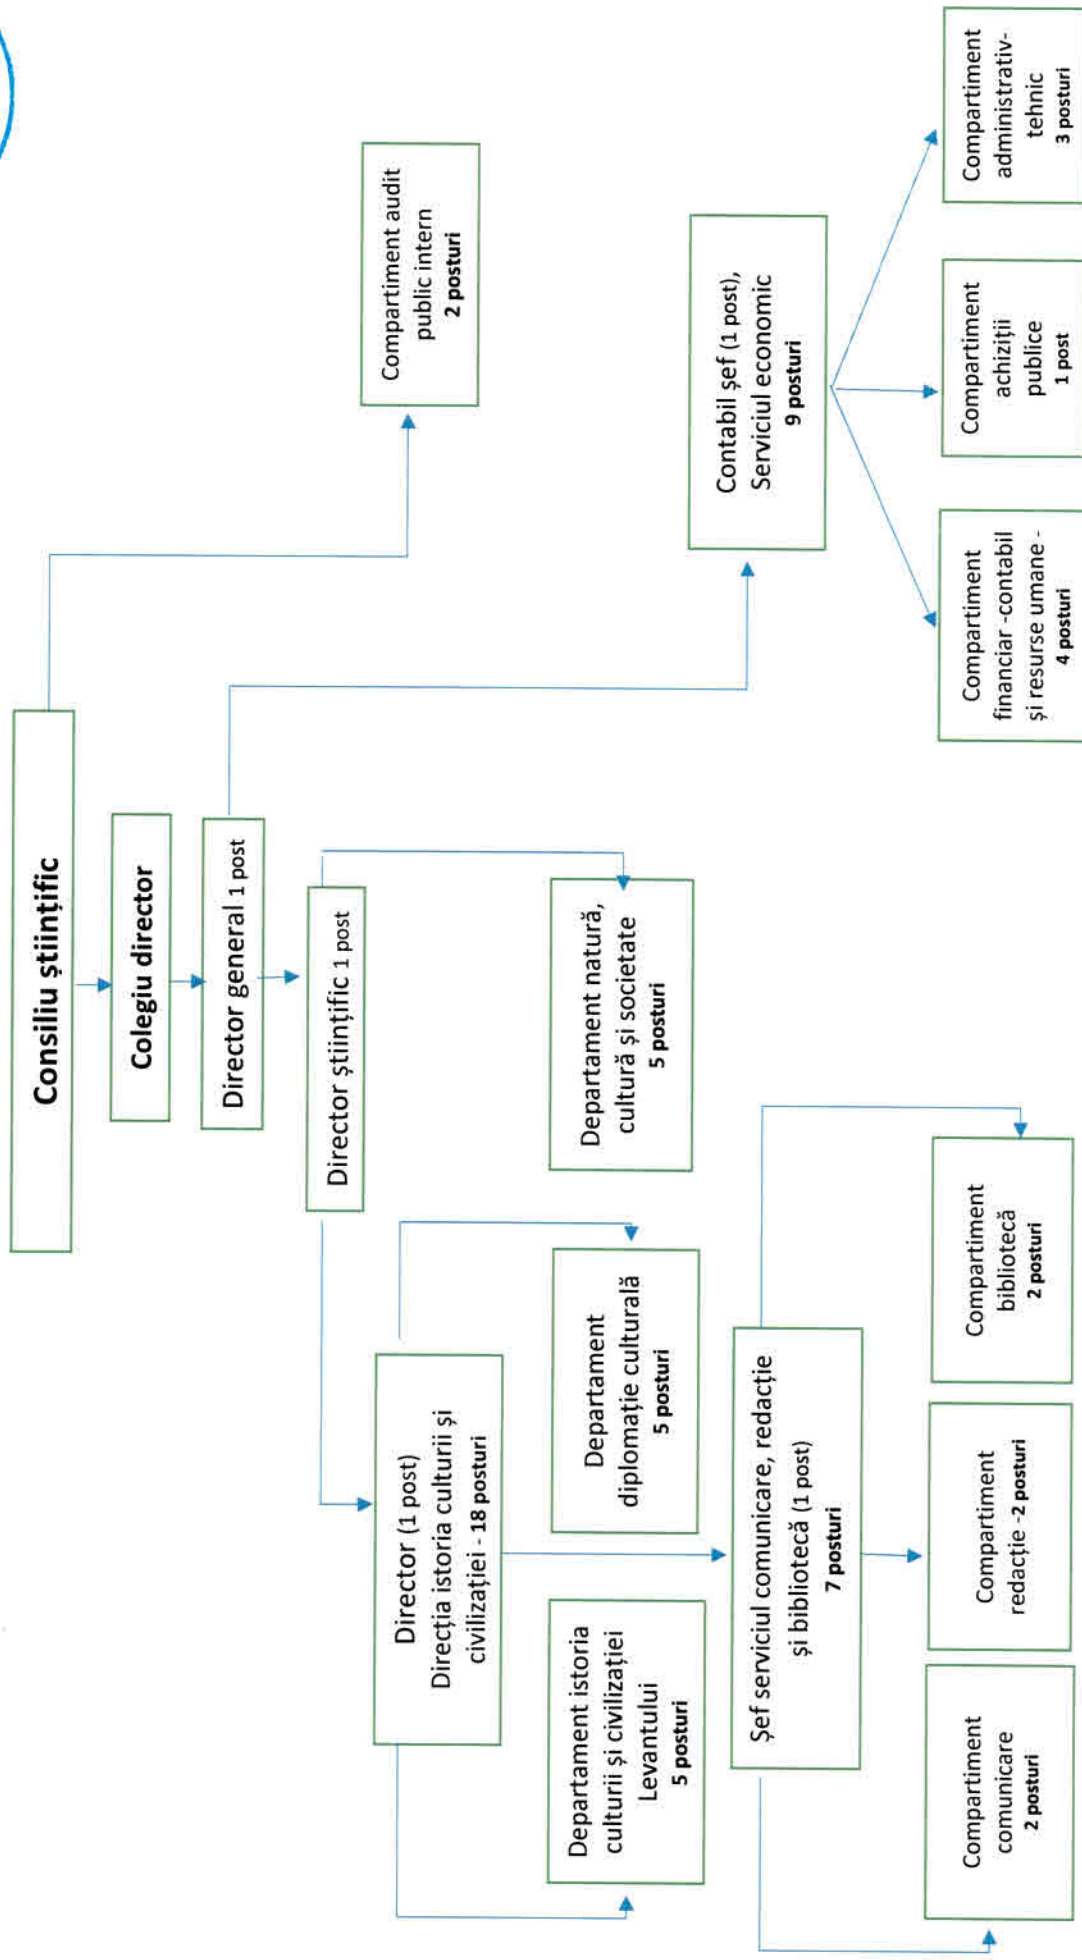 Consiliu științific
Colegiu director
Director general 1 post
Director științific 1 post
Compartiment audit
public intern
2 posturi
Director (1 post)
Direcția istoria culturii și
civilizației - 18 posturi
Departament istoria
culturii și civilizației
Levantului
5 posturi
Departament
diplomație culturală
5 posturi
Departament natură,
cultură și societate
5 posturi
Contabil șef (1 post),
Serviciul economic
9 posturi
Șef serviciul comunicare, redacție
și bibliotecă (1 post)
7 posturi
Compartiment
comunicare
2 posturi
Compartiment
redacție -2 posturi
Compartiment
bibliotecă
2 posturi
Compartiment
financiar -contabil
și resurse umane -
4 posturi
Compartiment
achiziții
publice
1 post
Compartiment
administrativ-
tehnic
3 posturi